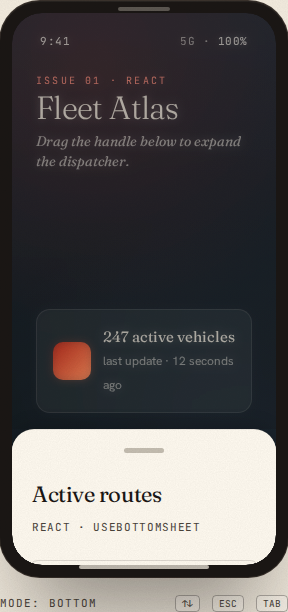 9:41
5G · 100%
ISSUE 01 · REACT
Fleet Atlas
Drag the handle below to expand
the dispatcher.
247 active vehicles
last update · 12 seconds
ago
Active routes
REACT · USEBOTTOMSHEET
MODE: BOTTOM
↑↓ ESC TAB